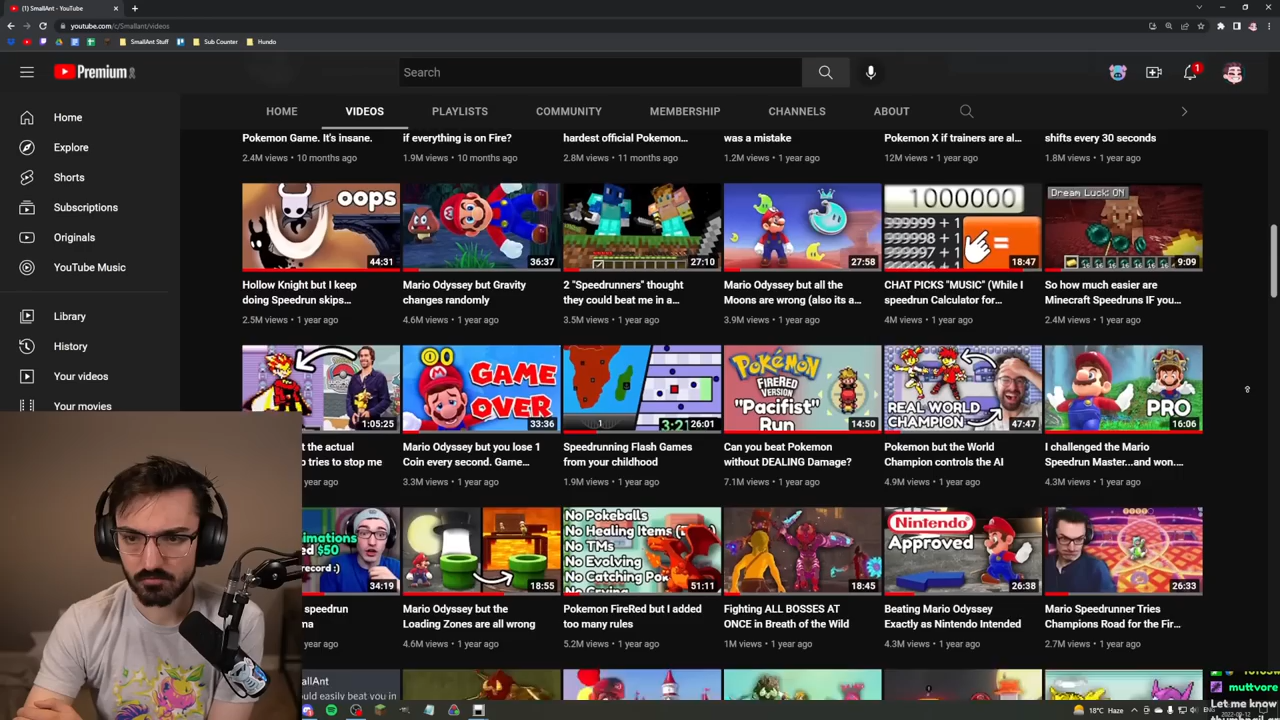 (1) SmallAnt - YouTube
youtube.com/c/Smallant/videos
SmallAnt Stuff
Sub Counter
Hundo
Premium
Search
1
HOME
VIDEOS
PLAYLISTS
COMMUNITY
MEMBERSHIP
CHANNELS
ABOUT
Home
Explore
Shorts
Subscriptions
Originals
YouTube Music
Library
History
Your videos
Your movies
Pokemon Game. It's insane.
2.4M views • 10 months ago
if everything is on Fire?
1.9M views • 10 months ago
hardest official Pokemon...
2.8M views • 11 months ago
was a mistake
1.2M views • 1 year ago
Pokemon X if trainers are al...
12M views • 1 year ago
shifts every 30 seconds
1.8M views • 1 year ago
oops
44:31
Hollow Knight but I keep
doing Speedrun skips...
2.5M views • 1 year ago
36:37
Mario Odyssey but Gravity
changes randomly
4.6M views • 1 year ago
27:10
2 "Speedrunners" thought
they could beat me in a...
3.5M views • 1 year ago
27:58
Mario Odyssey but all the
Moons are wrong (also its a...
3.9M views • 1 year ago
1000000
999999 + 1
999998 + 1
18:47
CHAT PICKS "MUSIC" (While I
speedrun Calculator for...
4M views • 1 year ago
Dream Luck: ON
9:09
So how much easier are
Minecraft Speedruns IF you...
2.4M views • 1 year ago
1:05:25
t the actual
p tries to stop me
1 year ago
00
GAME
OVER
33:36
Mario Odyssey but you lose 1
Coin every second. Game...
3.3M views • 1 year ago
26:01
Speedrunning Flash Games
from your childhood
1.9M views • 1 year ago
POKéMON
FIRERED
VERSION
"Pacifist"
Run
14:50
Can you beat Pokemon
without DEALING Damage?
7.1M views • 1 year ago
REAL WORLD
CHAMPION
47:47
Pokemon but the World
Champion controls the AI
4.9M views • 1 year ago
PRO
16:06
I challenged the Mario
Speedrun Master...and won....
4.3M views • 1 year ago
$50
record :)
34:19
speedrun
1 year ago
18:55
Mario Odyssey but the
Loading Zones are all wrong
4.6M views • 1 year ago
No Pokeballs
No Healing Items
No TMs
No Evolving
No Catching
51:11
Pokemon FireRed but I added
too many rules
5.2M views • 1 year ago
18:45
Fighting ALL BOSSES AT
ONCE in Breath of the Wild
1M views • 1 year ago
Nintendo
Approved
26:38
Beating Mario Odyssey
Exactly as Nintendo Intended
4.3M views • 1 year ago
26:33
Mario Speedrunner Tries
Champions Road for the Fir...
2.7M views • 1 year ago
muttvore
Let me know
18°C Haze
ENG
2022-09-12